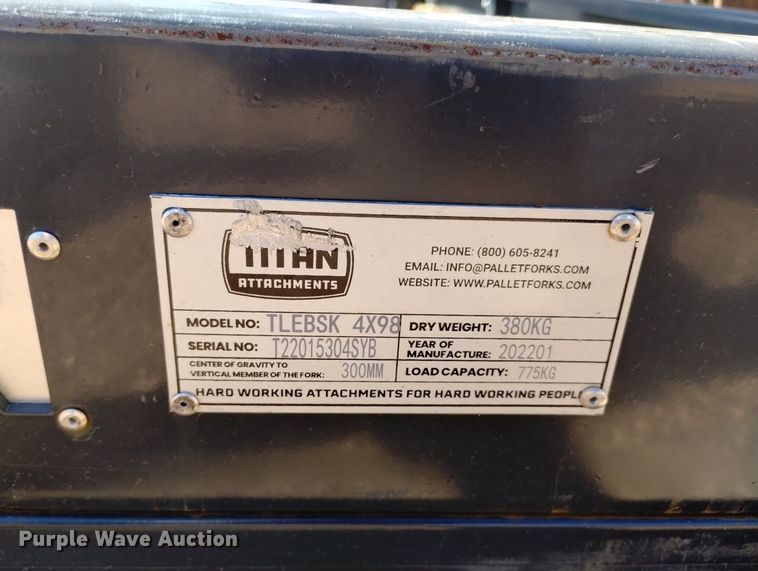 TITAN
ATTACHMENTS
PHONE: (800) 605-8241
EMAIL: INFO@PALLETFORKS.COM
WEBSITE: WWW.PALLETFORKS.COM
MODEL NO: TLEBSK 4X98
DRY WEIGHT: 380KG
SERIAL NO: T22015304SYB
YEAR OF
MANUFACTURE: 202201
CENTER OF GRAVITY TO
VERTICAL MEMBER OF THE FORK: 300MM
LOAD CAPACITY: 775KG
HARD WORKING ATTACHMENTS FOR HARD WORKING PEOPL
Purple Wave Auction